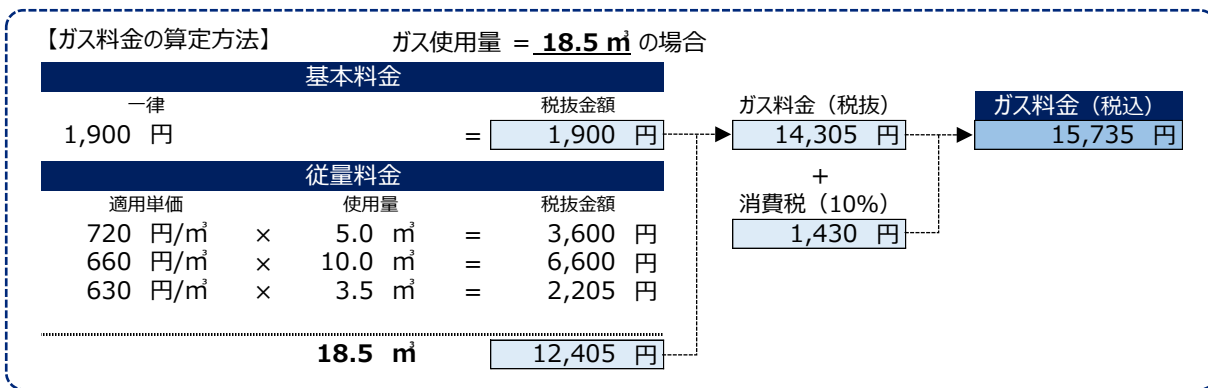 【ガス料金の算定方法】 ガス使用量 = 18.5 ㎥ の場合
基本料金
一律 税抜金額 ガス料金（税抜） ガス料金（税込）
1,900 円 = 1,900 円 14,305 円 15,735 円
従量料金 +
適用単価 使用量 税抜金額 消費税（10%）
720 円/㎥ × 5.0 ㎥ = 3,600 円 1,430 円
660 円/㎥ × 10.0 ㎥ = 6,600 円
630 円/㎥ × 3.5 ㎥ = 2,205 円
18.5 ㎥ 12,405 円